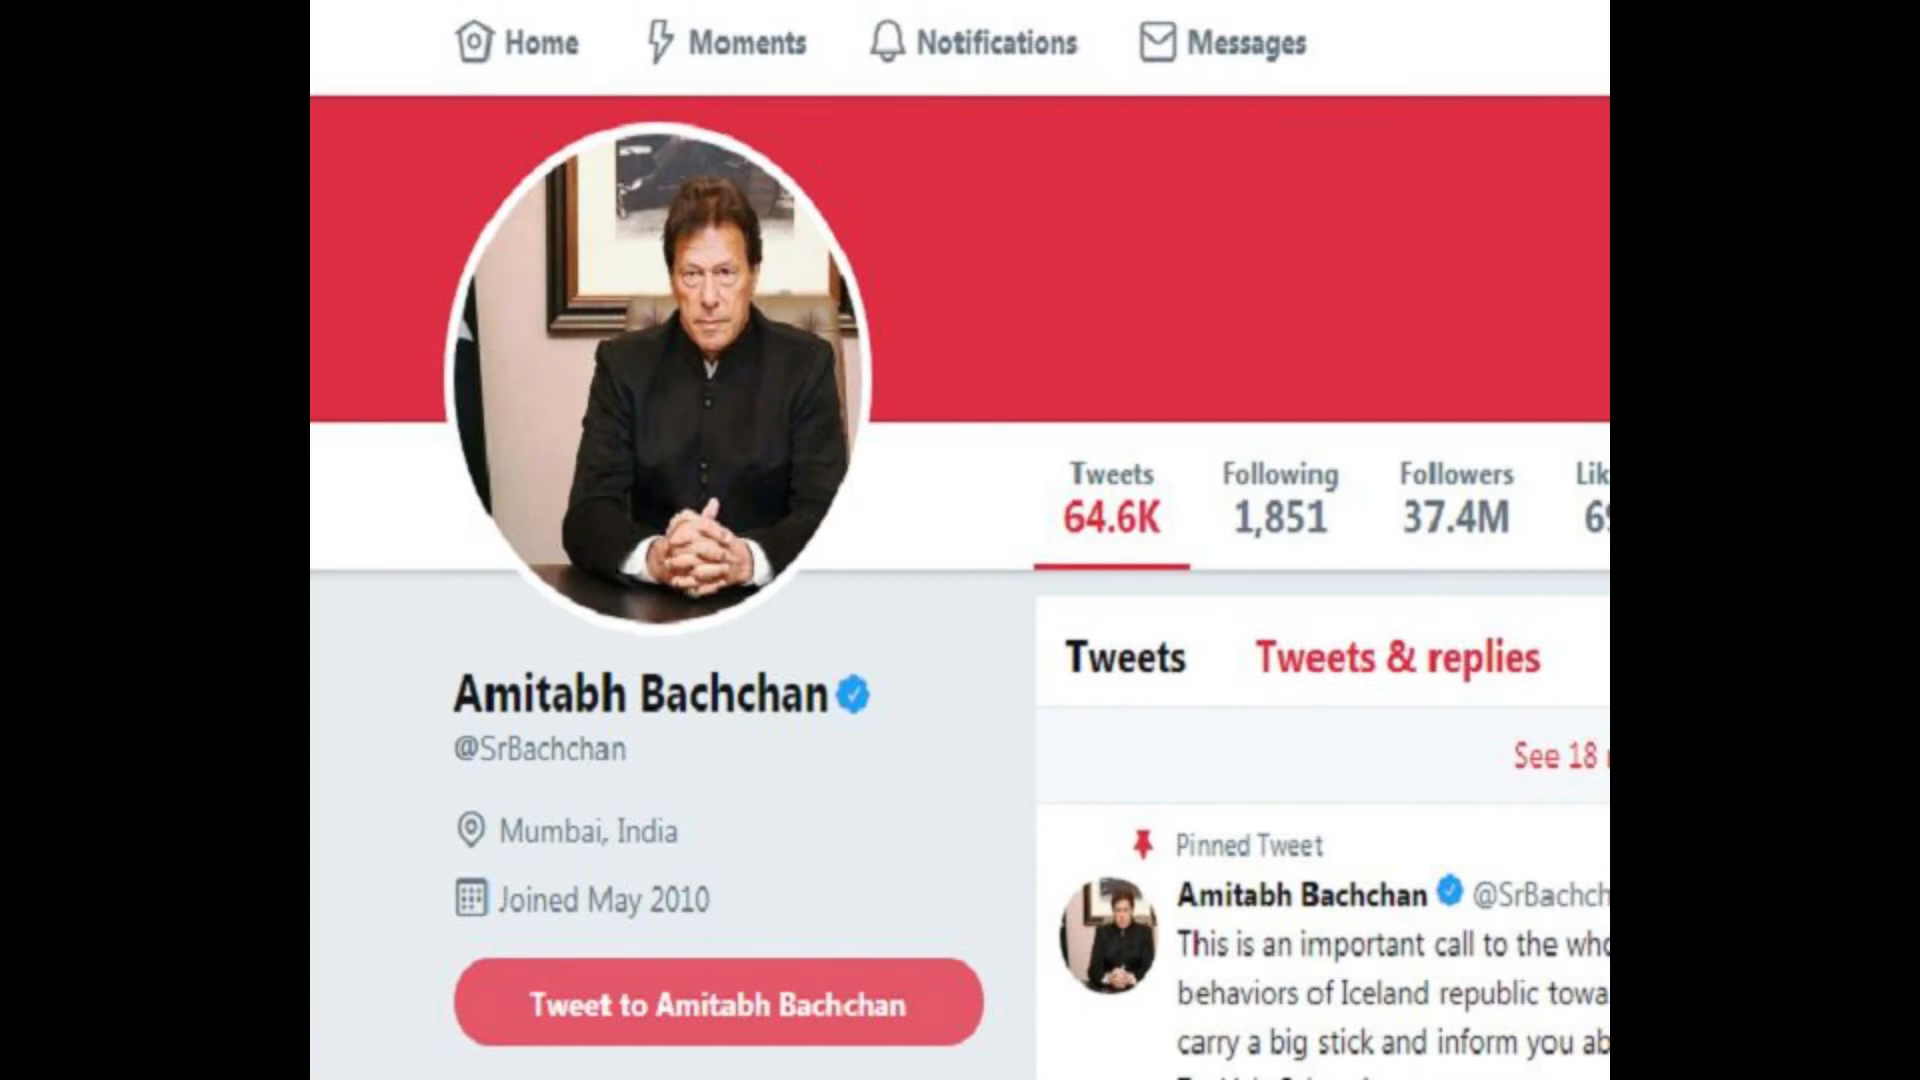 Home Moments Notifications Messages
Tweets Following Followers
64.6K 1,851 37.4M
Amitabh Bachchan
@SrBachchan
Mumbai, India
Joined May 2010
Tweet to Amitabh Bachchan
Tweets Tweets & replies
See 18
Pinned Tweet
Amitabh Bachchan @SrBachch
This is an important call to the who
behaviors of Iceland republic towa
carry a big stick and inform you ab